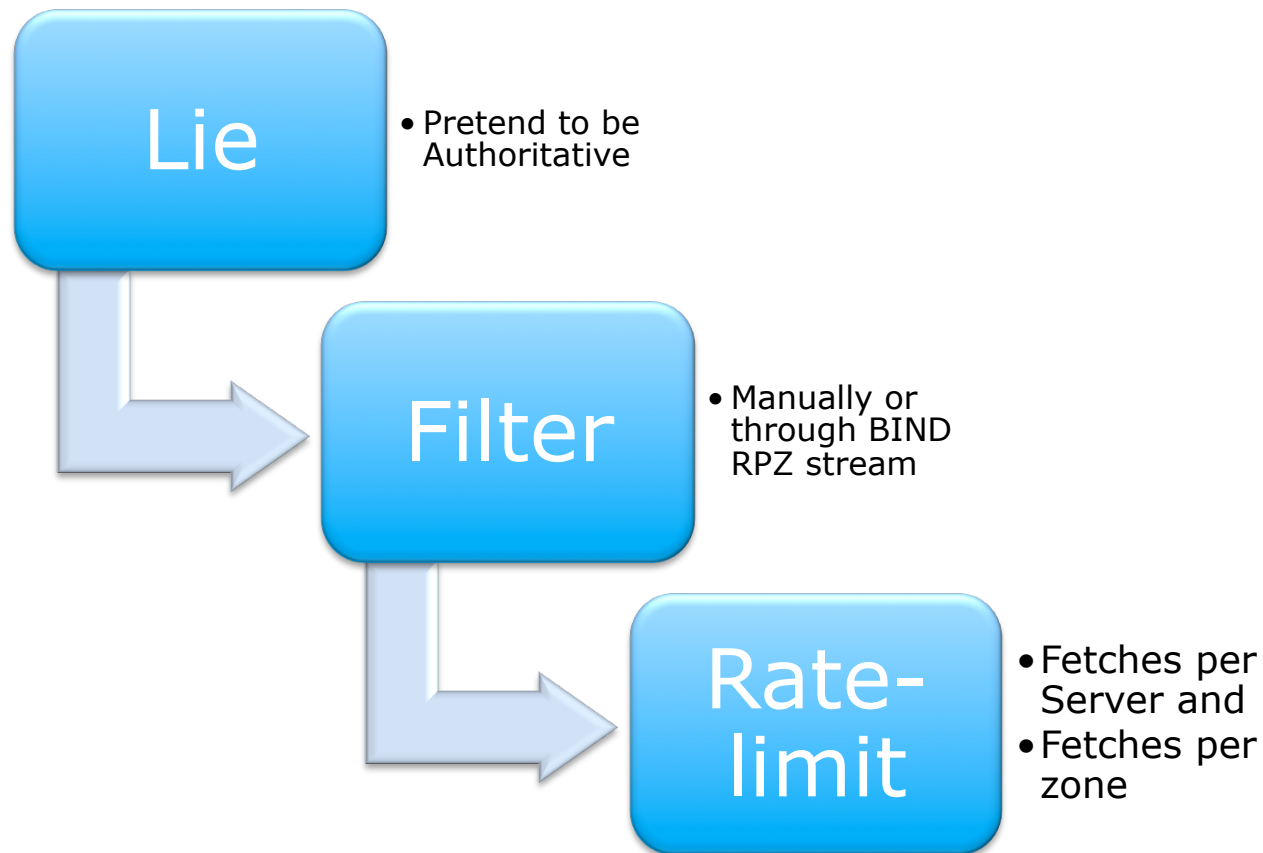 Lie
• Pretend to be
Authoritative
Filter
• Manually or
through BIND
RPZ stream
Rate-
limit
• Fetches per
Server and
• Fetches per
zone